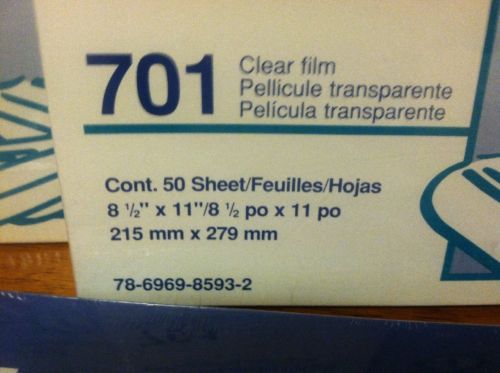 701
Clear film
Pellicule transparente
Película transparente
Cont. 50 Sheet/Feuilles/Hojas
8 ½" x 11"/8 ½ po x 11 po
215 mm x 279 mm
78-6969-8593-2